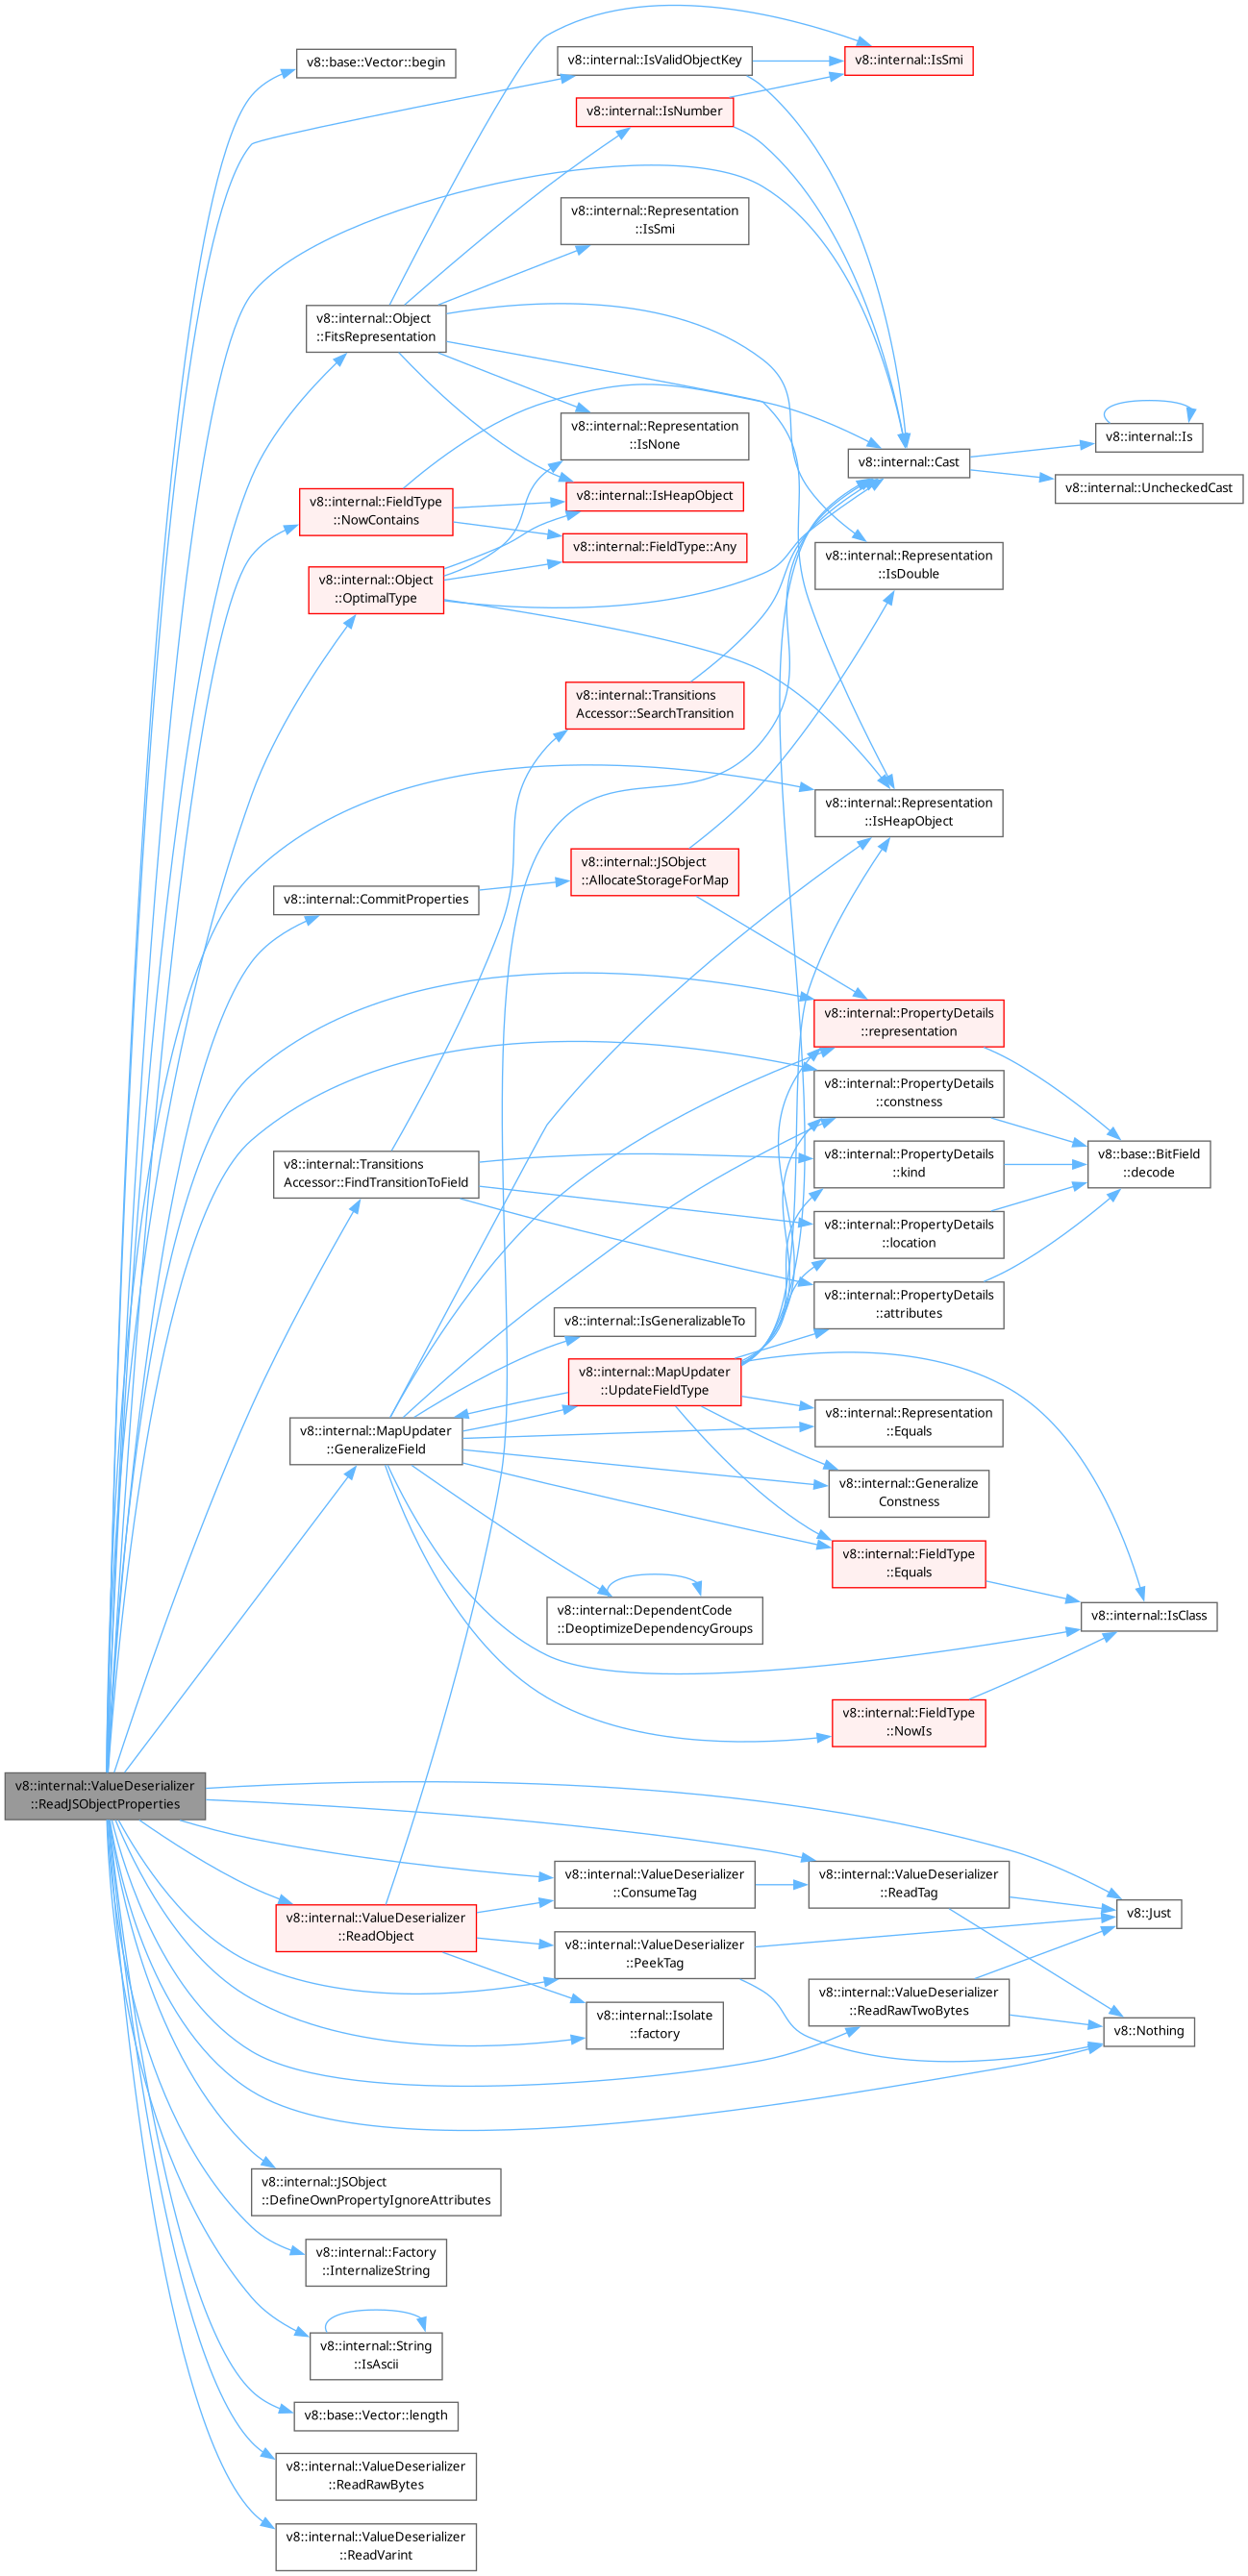 v8::base::Vector::begin
v8::internal::IsValidObjectKey
v8::internal::IsSmi
v8::internal::IsNumber
v8::internal::Representation
::IsSmi
v8::internal::Object
::FitsRepresentation
v8::internal::Representation
::IsNone
v8::internal::Is
v8::internal::Cast
v8::internal::UncheckedCast
v8::internal::FieldType
::NowContains
v8::internal::IsHeapObject
v8::internal::FieldType::Any
v8::internal::Representation
::IsDouble
v8::internal::Object
::OptimalType
v8::internal::Transitions
Accessor::SearchTransition
v8::internal::Representation
::IsHeapObject
v8::internal::JSObject
::AllocateStorageForMap
v8::internal::CommitProperties
v8::internal::PropertyDetails
::representation
v8::internal::PropertyDetails
::constness
v8::internal::Transitions
Accessor::FindTransitionToField
v8::internal::PropertyDetails
::kind
v8::base::BitField
::decode
v8::internal::PropertyDetails
::location
v8::internal::PropertyDetails
::attributes
v8::internal::IsGeneralizableTo
v8::internal::MapUpdater
::UpdateFieldType
v8::internal::Representation
::Equals
v8::internal::MapUpdater
::GeneralizeField
v8::internal::Generalize
Constness
v8::internal::FieldType
::Equals
v8::internal::DependentCode
::DeoptimizeDependencyGroups
v8::internal::IsClass
v8::internal::FieldType
::NowIs
v8::internal::ValueDeserializer
::ReadJSObjectProperties
v8::internal::ValueDeserializer
::ConsumeTag
v8::internal::ValueDeserializer
::ReadTag
v8::internal::ValueDeserializer
::ReadObject
v8::Just
v8::internal::ValueDeserializer
::PeekTag
v8::internal::ValueDeserializer
::ReadRawTwoBytes
v8::internal::Isolate
::factory
v8::Nothing
v8::internal::JSObject
::DefineOwnPropertyIgnoreAttributes
v8::internal::Factory
::InternalizeString
v8::internal::String
::IsAscii
v8::base::Vector::length
v8::internal::ValueDeserializer
::ReadRawBytes
v8::internal::ValueDeserializer
::ReadVarint